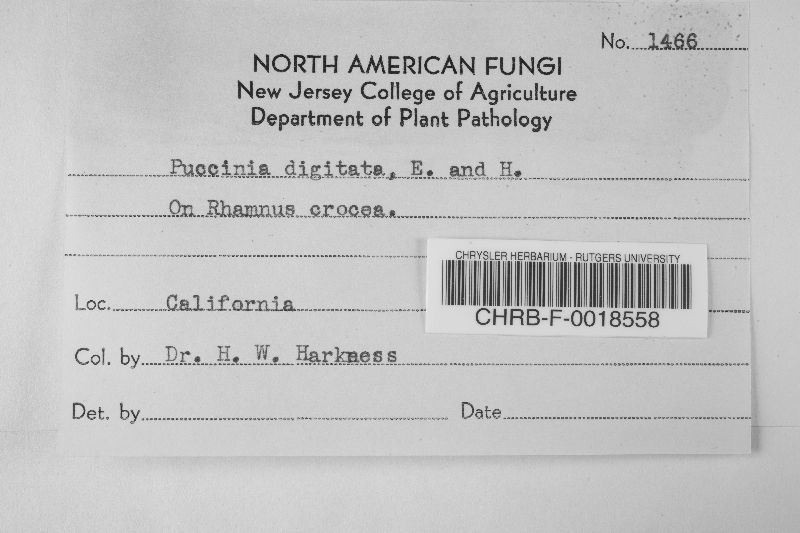 No. 1466
NORTH AMERICAN FUNGI
New Jersey College of Agriculture
Department of Plant Pathology
Puccinia digitata, E. and H.
On Rhamnus crocea.
CHRYSLER HERBARIUM - RUTGERS UNIVERSITY
CHRB-F-0018558
Loc. California
Col. by Dr. H. W. Harkness
Det. by Date